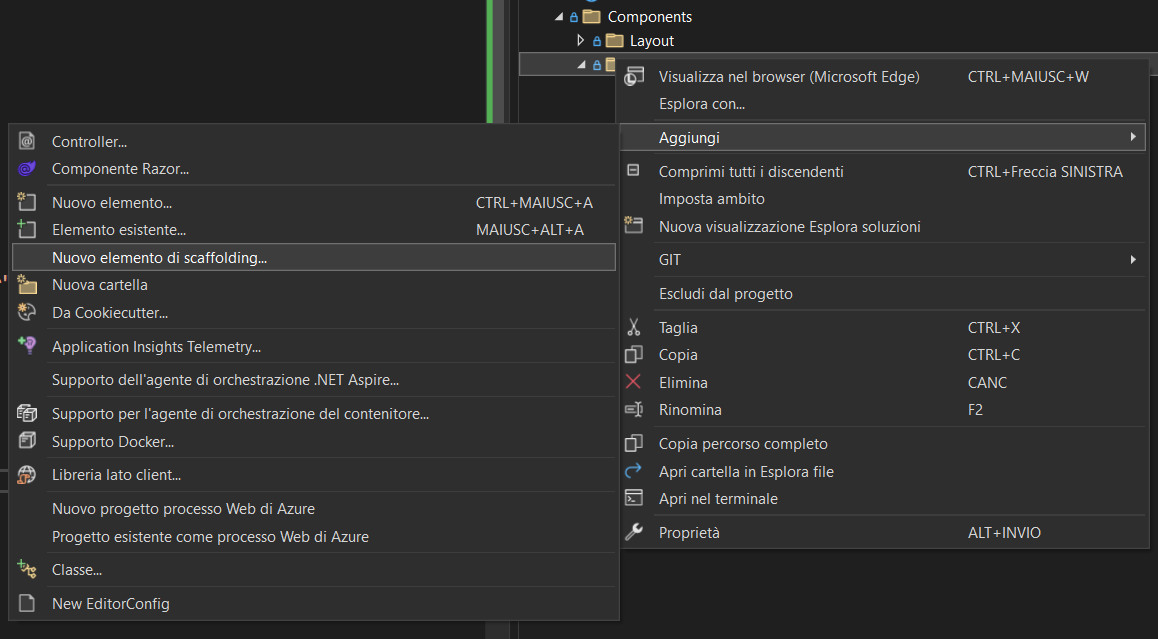 Components
Layout
Visualizza nel browser (Microsoft Edge) CTRL+MAIUSC+W
Esplora con...
Aggiungi
Comprimi tutti i discendenti CTRL+Freccia SINISTRA
Imposta ambito
Nuova visualizzazione Esplora soluzioni
GIT
Escludi dal progetto
Taglia CTRL+X
Copia CTRL+C
Elimina CANC
Rinomina F2
Copia percorso completo
Apri cartella in Esplora file
Apri nel terminale
Proprietà ALT+INVIO
Controller...
Componente Razor...
Nuovo elemento... CTRL+MAIUSC+A
Elemento esistente... MAIUSC+ALT+A
Nuovo elemento di scaffolding...
Nuova cartella
Da Cookiecutter...
Application Insights Telemetry...
Supporto dell'agente di orchestrazione .NET Aspire...
Supporto per l'agente di orchestrazione del contenitore...
Supporto Docker...
Libreria lato client...
Nuovo progetto processo Web di Azure
Progetto esistente come processo Web di Azure
Classe...
New EditorConfig